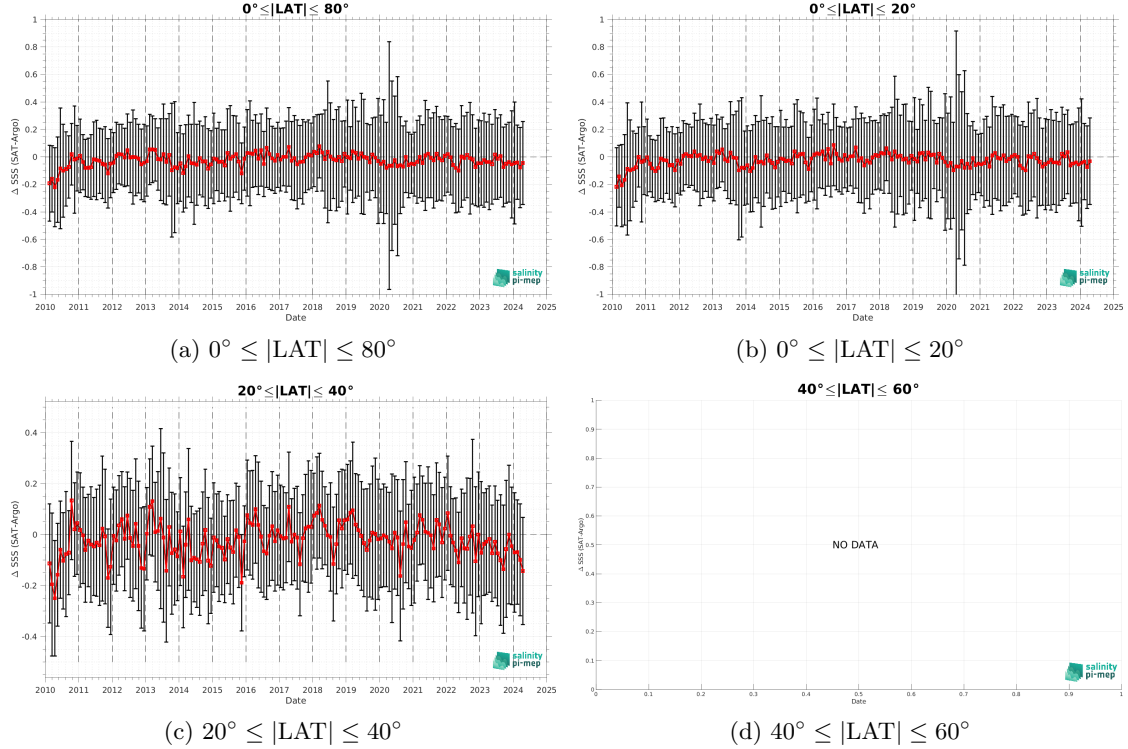 0°≤|LAT|≤ 80°
1
0.8
0.6
0.4
0.2
0
-0.2
-0.4
-0.6
-0.8
-1
Δ SSS (SAT-Argo)
2010 2011 2012 2013 2014 2015 2016 2017 2018 2019 2020 2021 2022 2023 2024 2025
Date
salinity
pi-mep
(a) 0° ≤ |LAT| ≤ 80°
0°≤|LAT|≤ 20°
1
0.8
0.6
0.4
0.2
0
-0.2
-0.4
-0.6
-0.8
-1
Δ SSS (SAT-Argo)
2010 2011 2012 2013 2014 2015 2016 2017 2018 2019 2020 2021 2022 2023 2024 2025
Date
salinity
pi-mep
(b) 0° ≤ |LAT| ≤ 20°
20°≤|LAT|≤ 40°
0.4
0.2
0
-0.2
-0.4
Δ SSS (SAT-Argo)
2010 2011 2012 2013 2014 2015 2016 2017 2018 2019 2020 2021 2022 2023 2024 2025
Date
salinity
pi-mep
(c) 20° ≤ |LAT| ≤ 40°
40°≤|LAT|≤ 60°
1
0.9
0.8
0.7
0.6
0.5
0.4
0.3
0.2
0.1
0
Δ SSS (SAT-Argo)
NO DATA
0 0.1 0.2 0.3 0.4 0.5 0.6 0.7 0.8 0.9 1
Date
salinity
pi-mep
(d) 40° ≤ |LAT| ≤ 60°